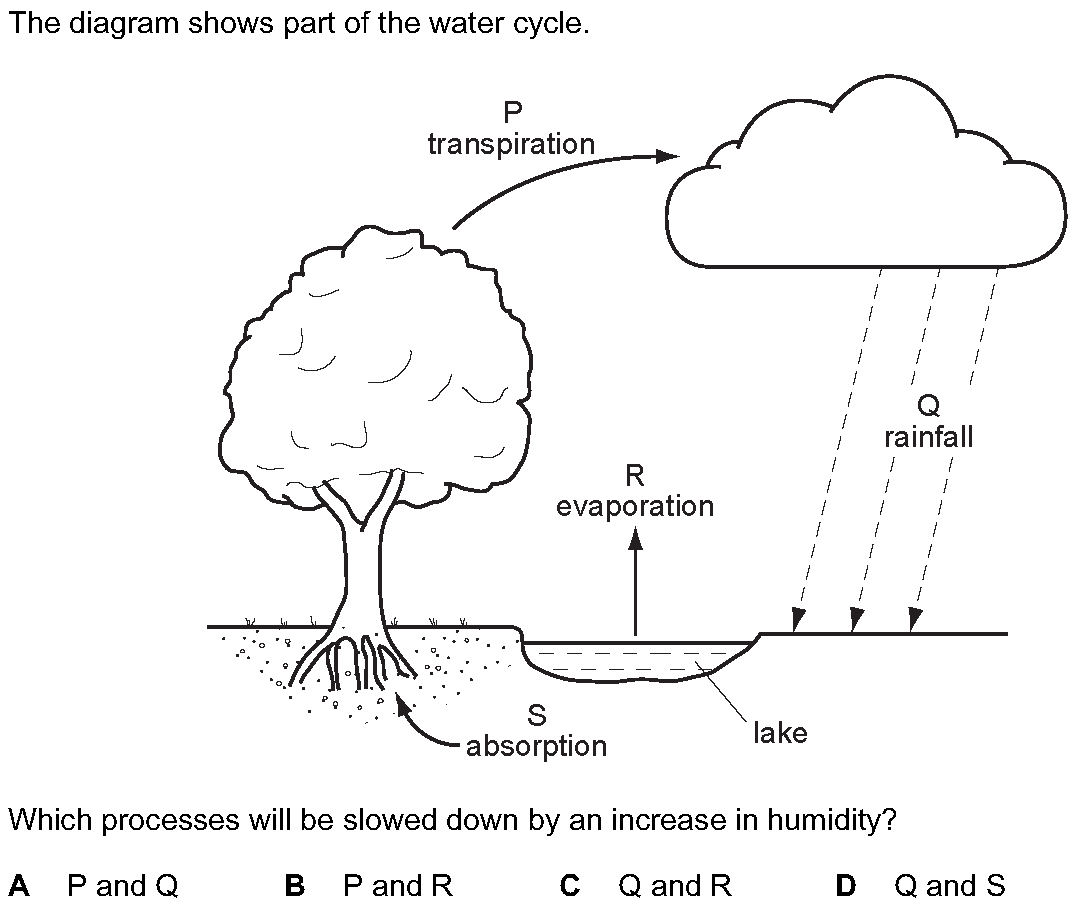 The diagram shows part of the water cycle.
P
transpiration
Q
rainfall
R
evaporation
S
absorption
lake
Which processes will be slowed down by an increase in humidity?
A P and Q B P and R C Q and R D Q and S